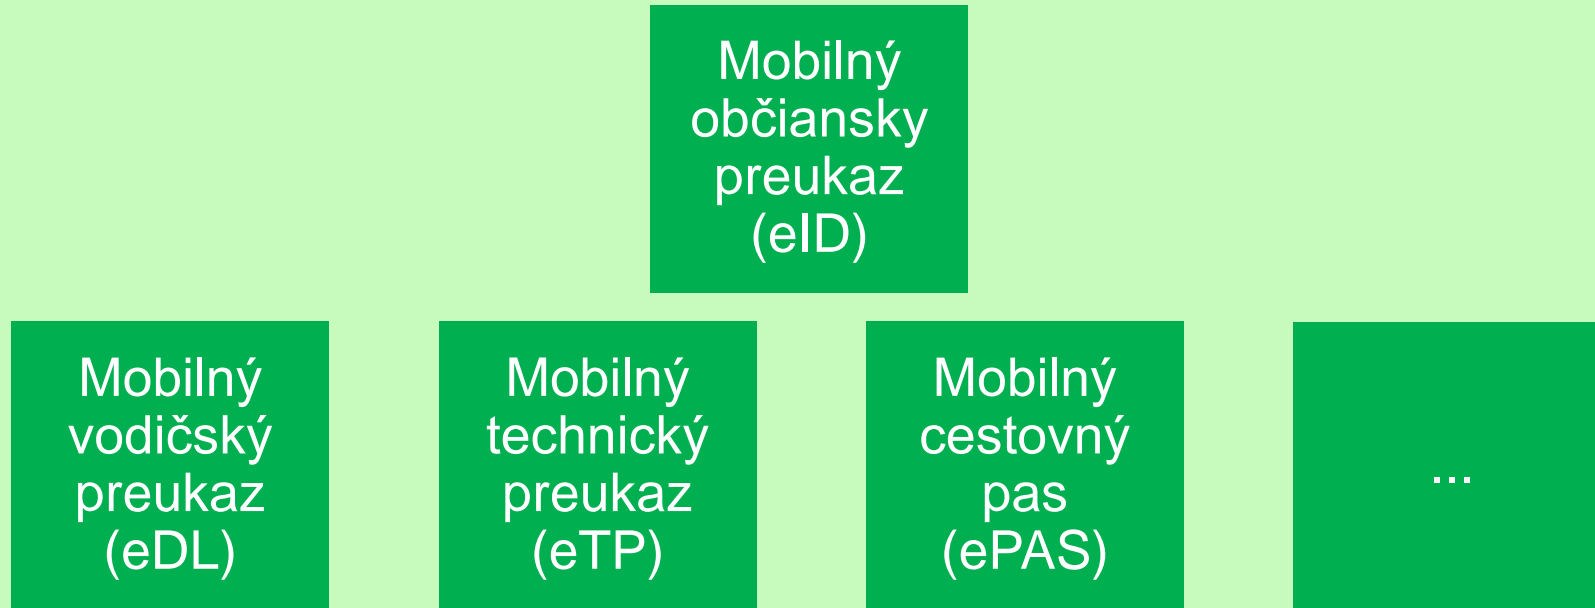 Mobilný
občiansky
preukaz
(eID)
Mobilný
vodičský
preukaz
(eDL)
Mobilný
technický
preukaz
(eTP)
Mobilný
cestovný
pas
(ePAS)
...